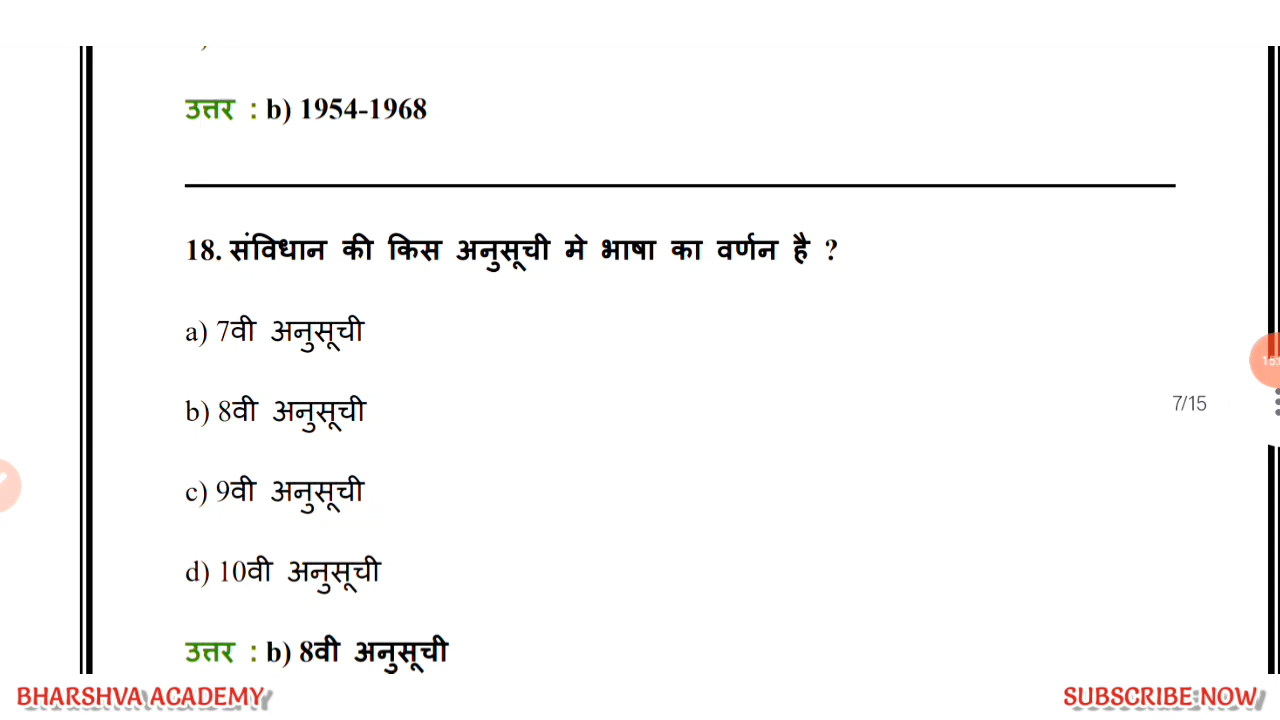 उत्तर : b) 1954-1968
18. संविधान की किस अनुसूची मे भाषा का वर्णन है ?
a) 7वी अनुसूची
b) 8वी अनुसूची
7/15
c) 9वी अनुसूची
d) 10वी अनुसूची
उत्तर : b) 8वी अनुसूची
BHARSHVA ACADEMY
SUBSCRIBE NOW